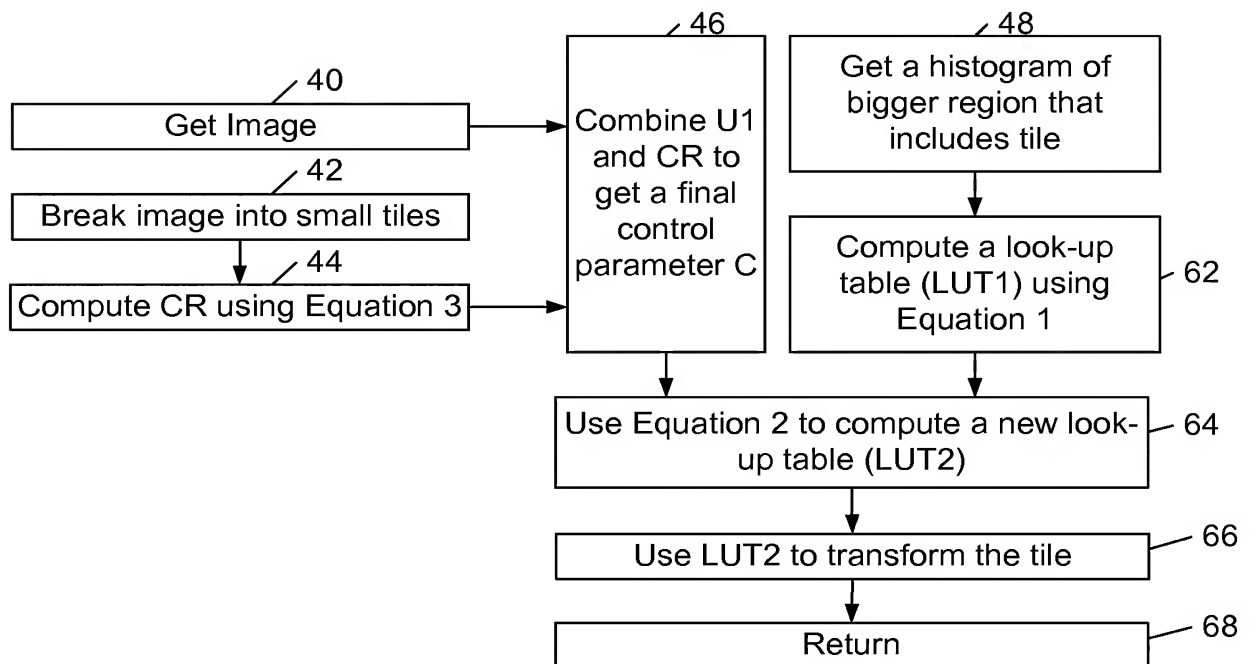 40
Get Image
42
Break image into small tiles
44
Compute CR using Equation 3
46
Combine U1
and CR to
get a final
control
parameter C
48
Get a histogram of
bigger region that
includes tile
Compute a look-up
table (LUT1) using
Equation 1
62
Use Equation 2 to compute a new look-
up table (LUT2)
64
Use LUT2 to transform the tile
66
Return
68